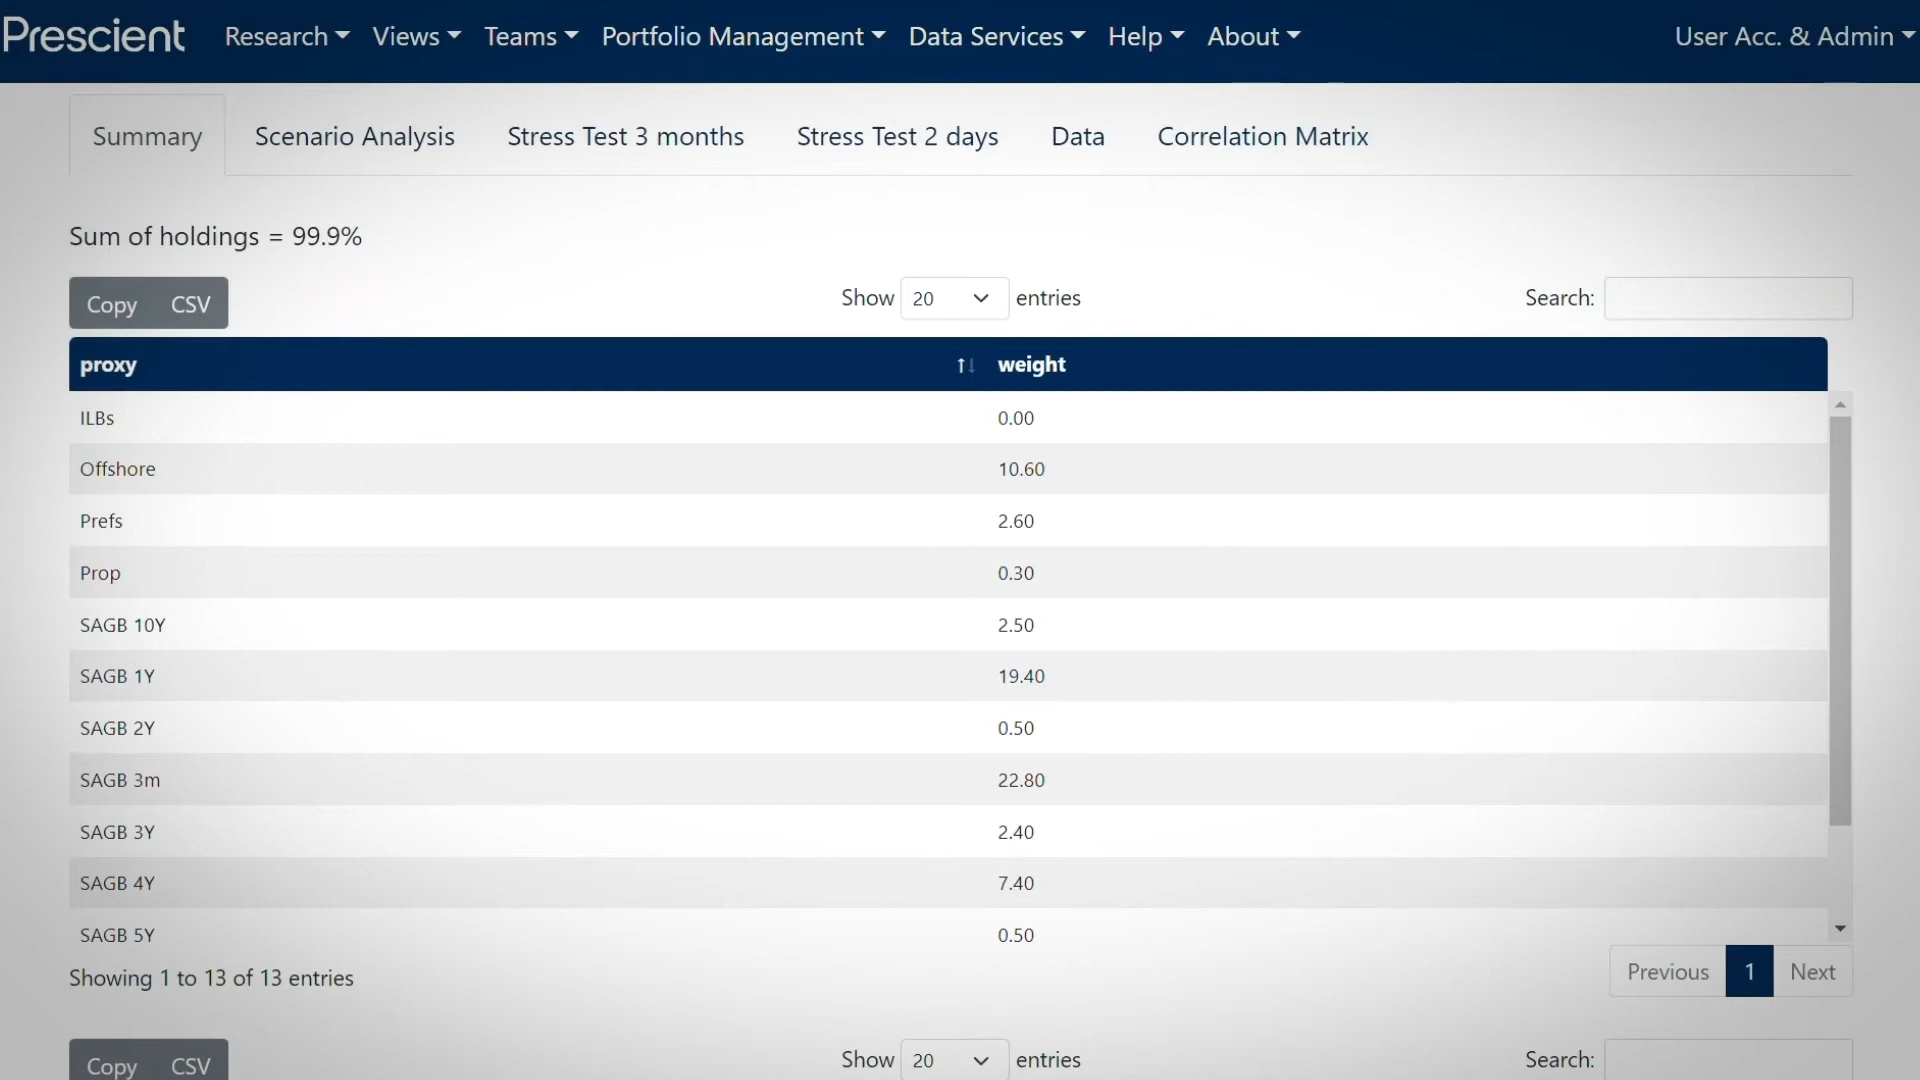 Prescient Research Views Teams Portfolio Management Data Services Help About User Acc. & Admin
Summary Scenario Analysis Stress Test 3 months Stress Test 2 days Data Correlation Matrix
Sum of holdings = 99.9%
Copy CSV Show 20 entries Search:
proxy weight
ILBs 0.00
Offshore 10.60
Prefs 2.60
Prop 0.30
SAGB 10Y 2.50
SAGB 1Y 19.40
SAGB 2Y 0.50
SAGB 3m 22.80
SAGB 3Y 2.40
SAGB 4Y 7.40
SAGB 5Y 0.50
Showing 1 to 13 of 13 entries Previous 1 Next
Copy CSV Show 20 entries Search: